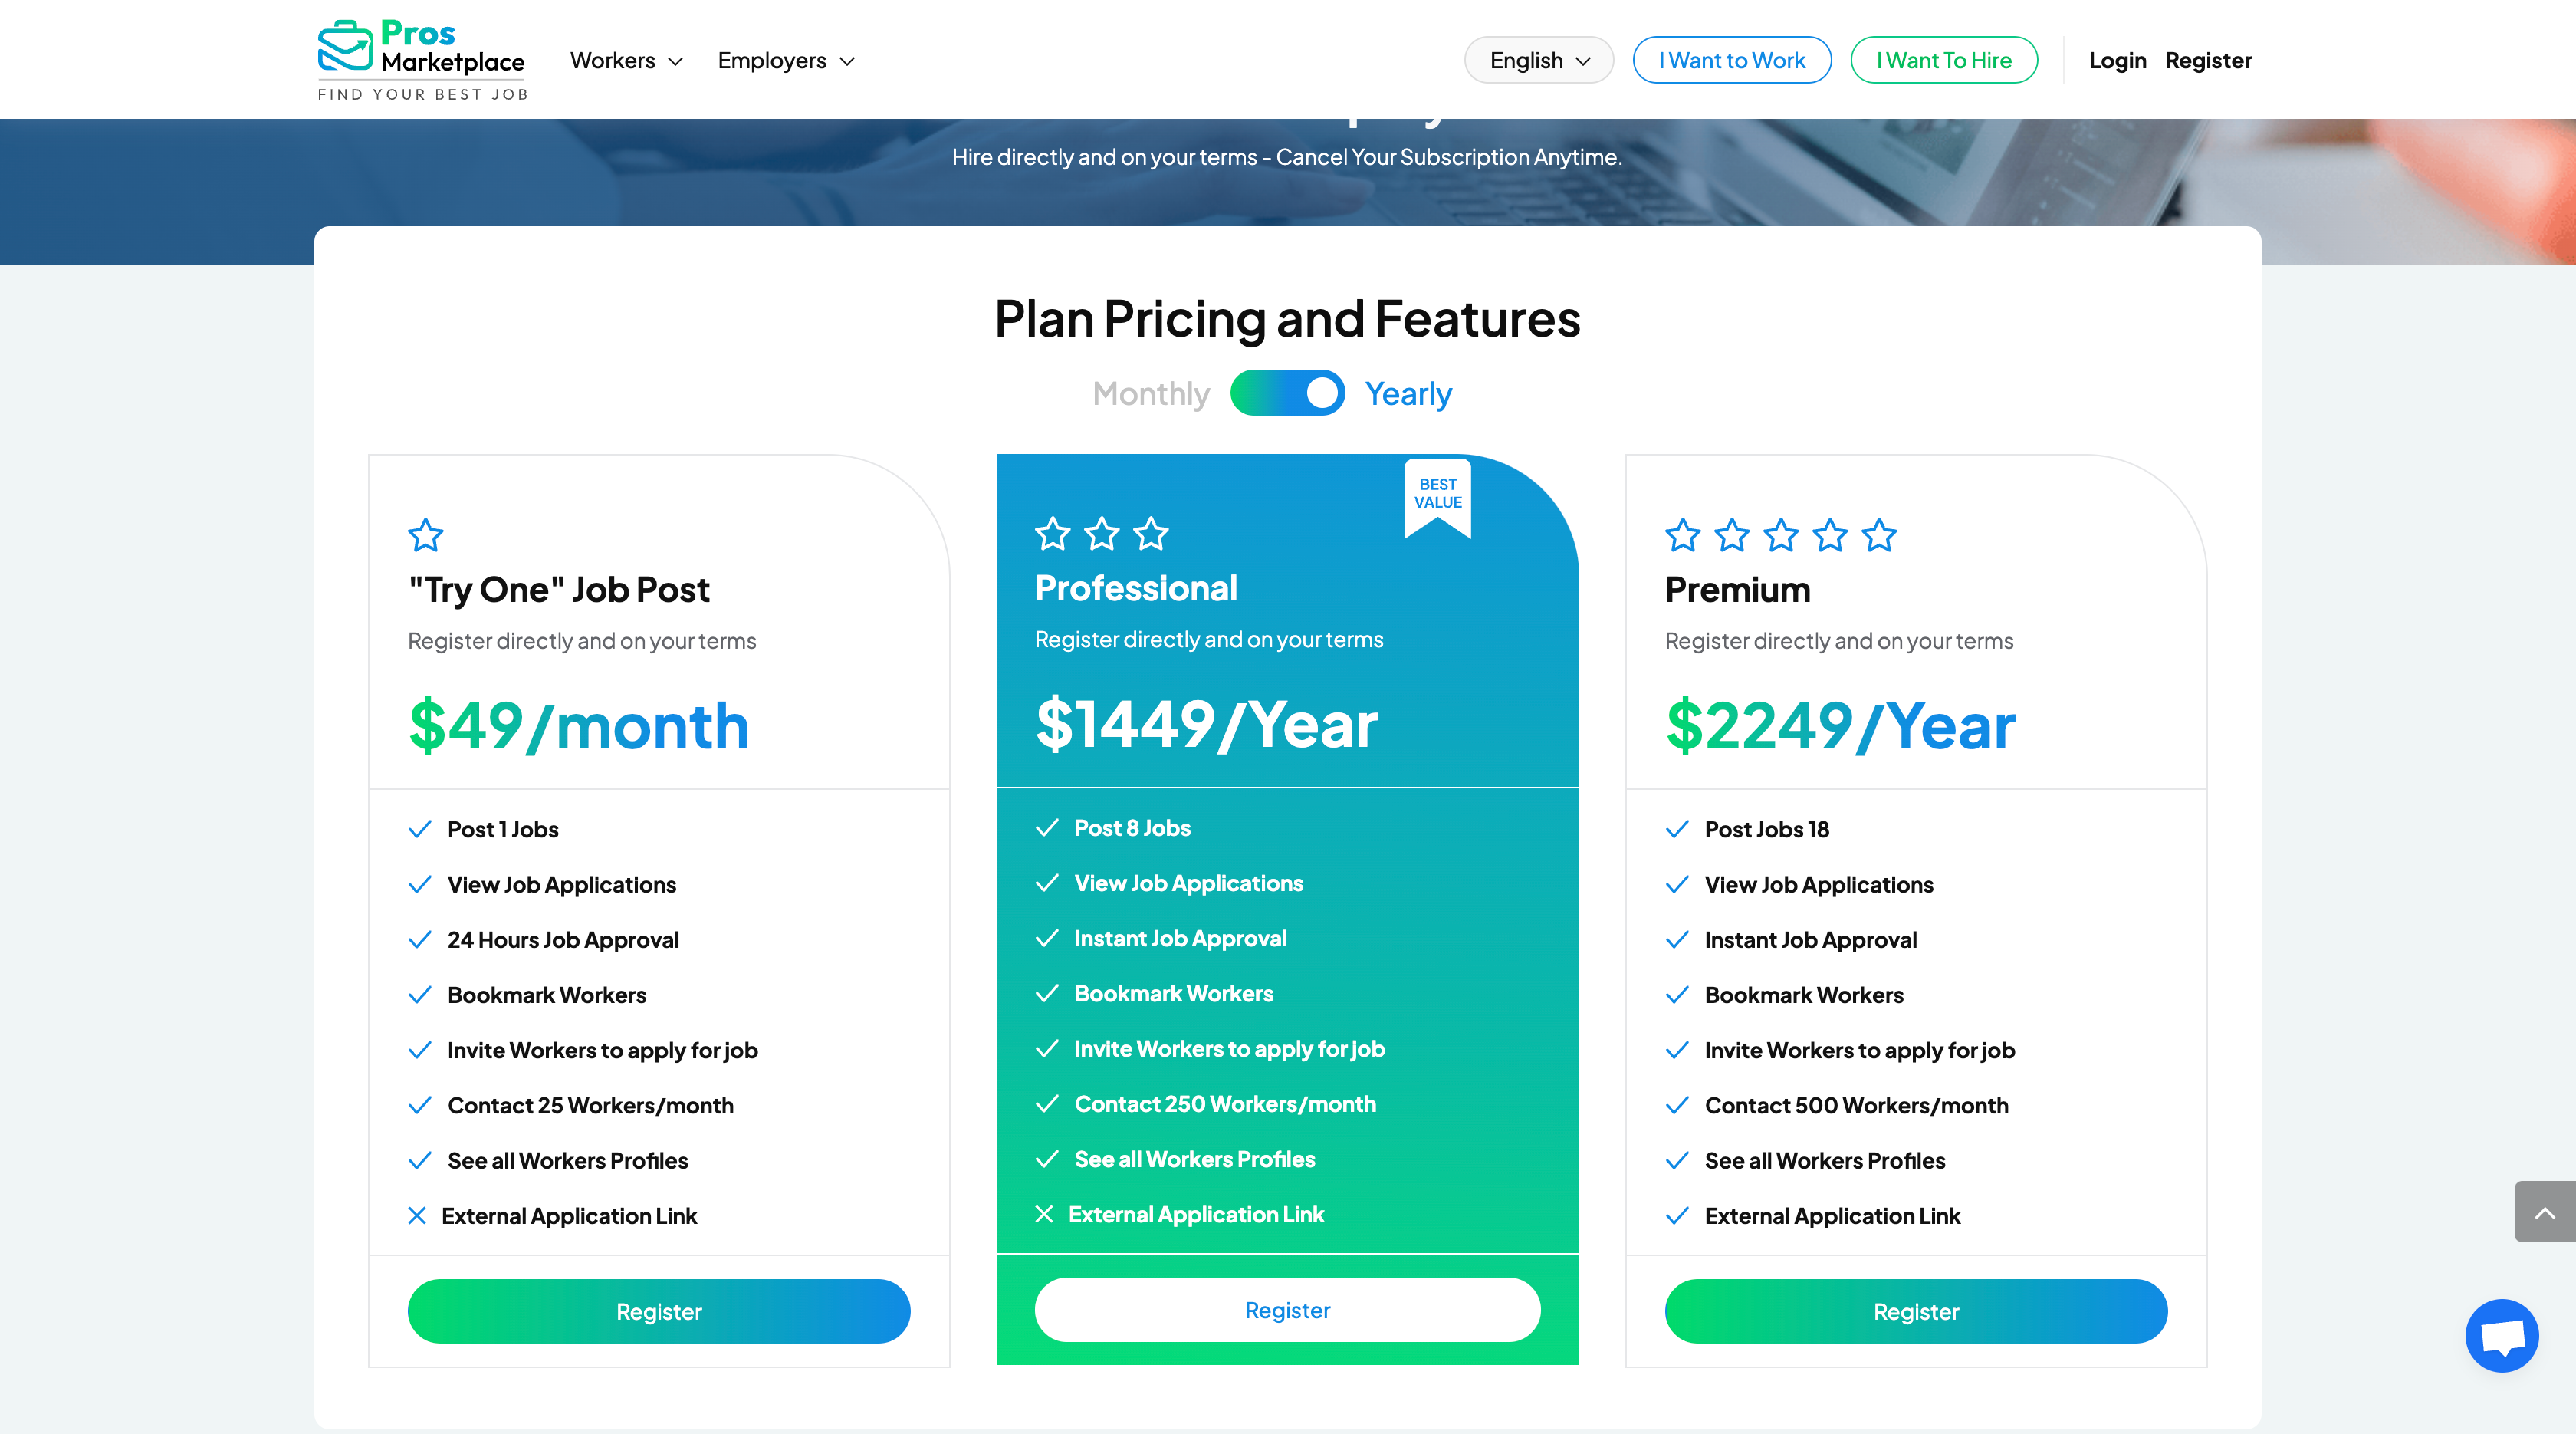 Pros
Marketplace
FIND YOUR BEST JOB
Workers
Employers
English
I Want to Work
I Want To Hire
Login
Register
Hire directly and on your terms - Cancel Your Subscription Anytime.
Plan Pricing and Features
Monthly
Yearly
"Try One" Job Post
Register directly and on your terms
$49/month
Post 1 Jobs
View Job Applications
24 Hours Job Approval
Bookmark Workers
Invite Workers to apply for job
Contact 25 Workers/month
See all Workers Profiles
External Application Link
Register
BEST
VALUE
Professional
Register directly and on your terms
$1449/Year
Post 8 Jobs
View Job Applications
Instant Job Approval
Bookmark Workers
Invite Workers to apply for job
Contact 250 Workers/month
See all Workers Profiles
External Application Link
Register
Premium
Register directly and on your terms
$2249/Year
Post Jobs 18
View Job Applications
Instant Job Approval
Bookmark Workers
Invite Workers to apply for job
Contact 500 Workers/month
See all Workers Profiles
External Application Link
Register